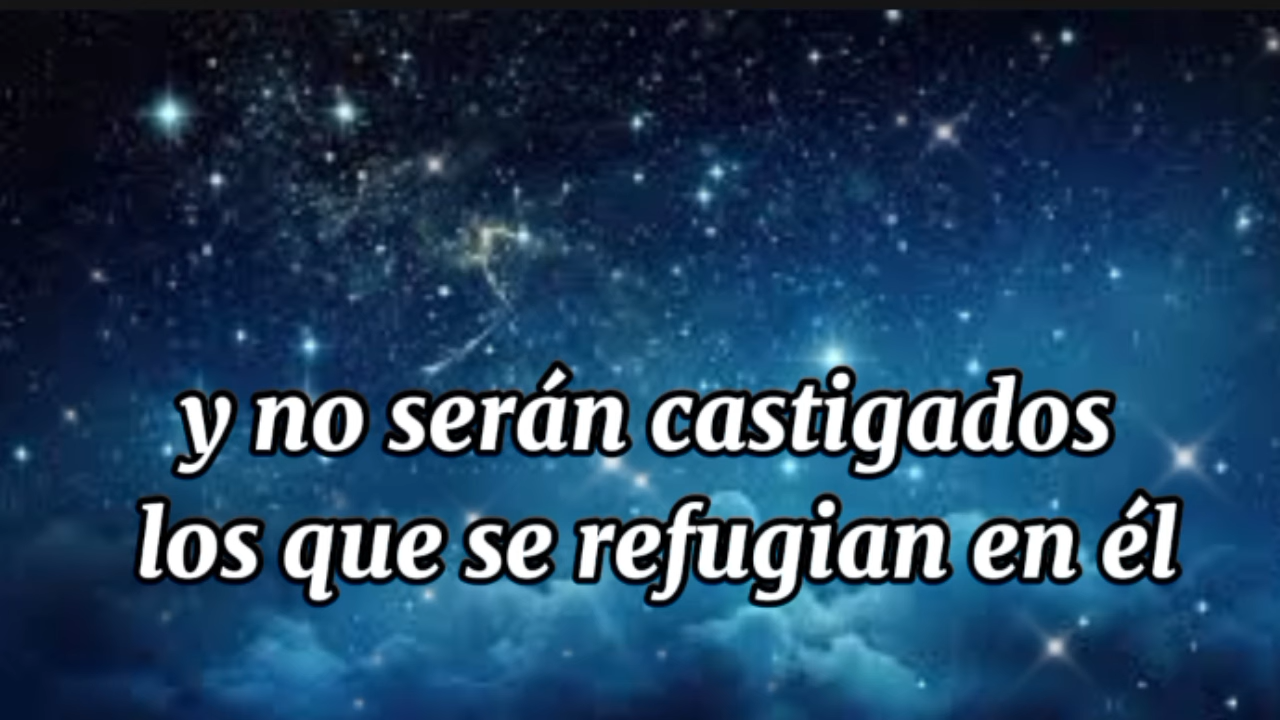 y no serán castigados
los que se refugian en él